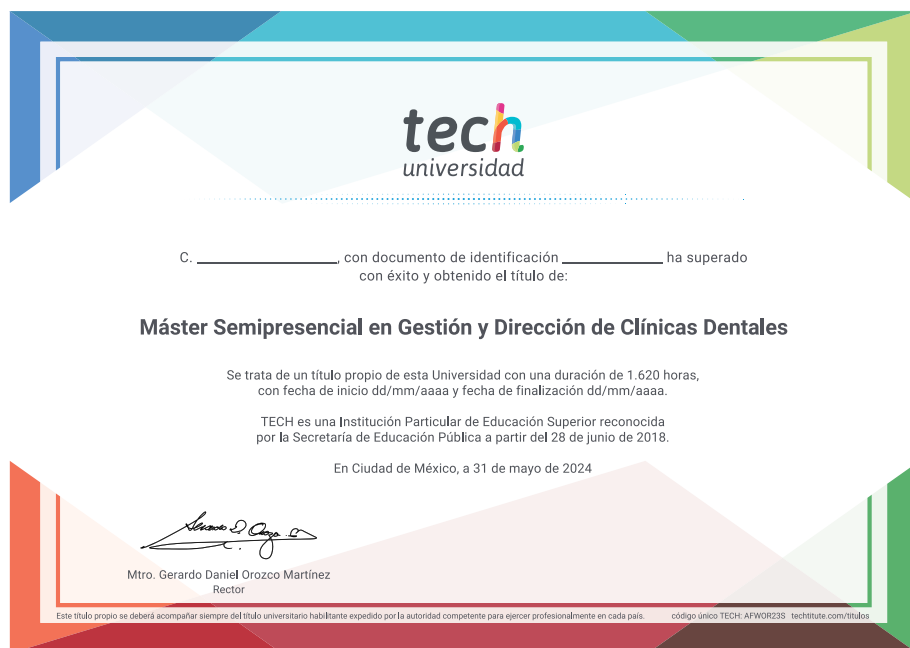 tech
universidad
C. ____________, con documento de identificación ____________ ha superado
con éxito y obtenido el título de:
Máster Semipresencial en Gestión y Dirección de Clínicas Dentales
Se trata de un título propio de esta Universidad con una duración de 1.620 horas,
con fecha de inicio dd/mm/aaaa y fecha de finalización dd/mm/aaaa.
TECH es una Institución Particular de Educación Superior reconocida
por la Secretaría de Educación Pública a partir del 28 de junio de 2018.
En Ciudad de México, a 31 de mayo de 2024
Mtro. Gerardo Daniel Orozco Martínez
Rector
Este título propio se deberá acompañar siempre del título universitario habilitante expedido por la autoridad competente para ejercer profesionalmente en cada país. código único TECH: AFWOR23S techtitute.com/titulos